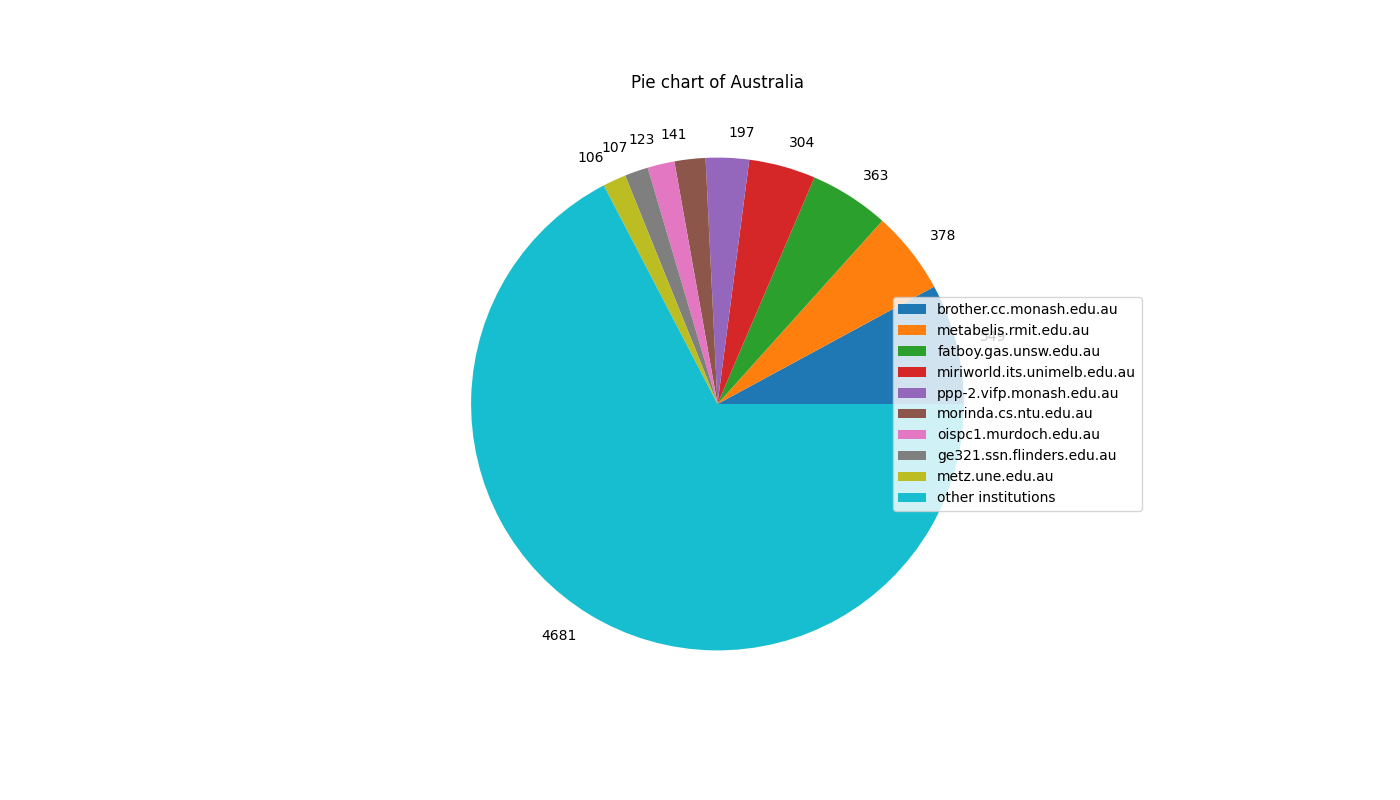 Pie chart of Australia
106
107
123
141
197
304
363
378
549
brother.cc.monash.edu.au
metabelis.rmit.edu.au
fatboy.gas.unsw.edu.au
miriworld.its.unimelb.edu.au
ppp-2.vifp.monash.edu.au
morinda.cs.ntu.edu.au
oispc1.murdoch.edu.au
ge321.ssn.flinders.edu.au
metz.une.edu.au
other institutions
4681